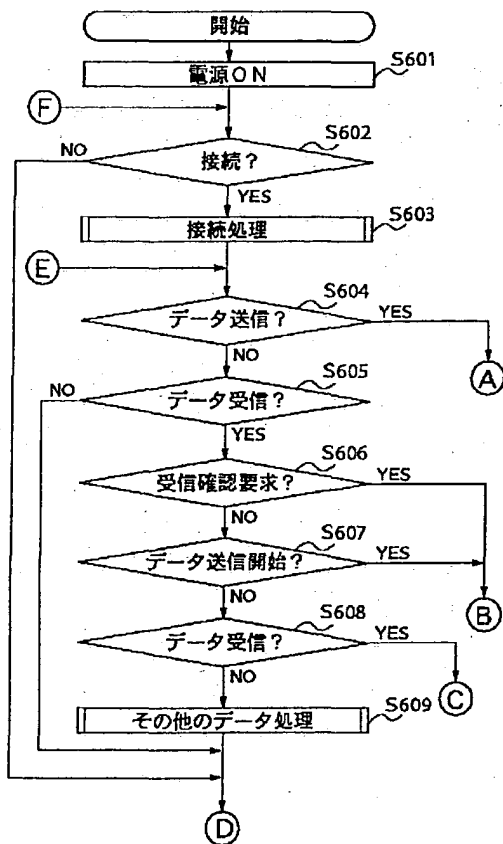 開始
電源ON
S601
F
S602
NO
接続?
YES
接続処理
S603
E
S604
データ送信?
YES
NO
A
S605
NO
データ受信?
YES
S606
受信確認要求?
YES
NO
S607
データ送信開始?
YES
NO
B
S608
データ受信?
YES
NO
C
その他のデータ処理
S609
D